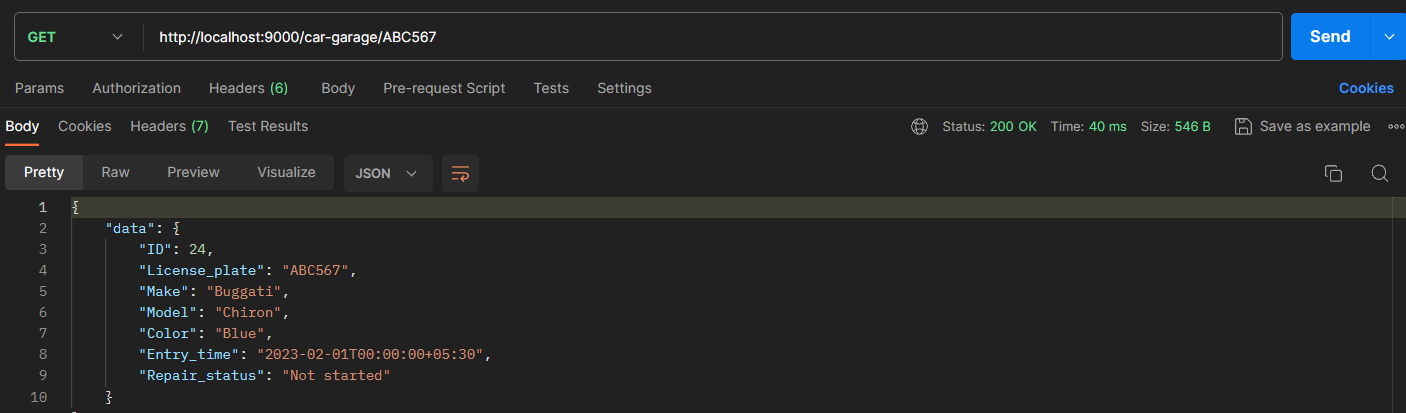 GET http://localhost:9000/car-garage/ABC567 Send
Params Authorization Headers (6) Body Pre-request Script Tests Settings Cookies
Body Cookies Headers (7) Test Results Status: 200 OK Time: 40 ms Size: 546 B Save as example
Pretty Raw Preview Visualize JSON
1 {
2 "data": {
3 "ID": 24,
4 "License_plate": "ABC567",
5 "Make": "Buggati",
6 "Model": "Chiron",
7 "Color": "Blue",
8 "Entry_time": "2023-02-01T00:00:00+05:30",
9 "Repair_status": "Not started"
10 }